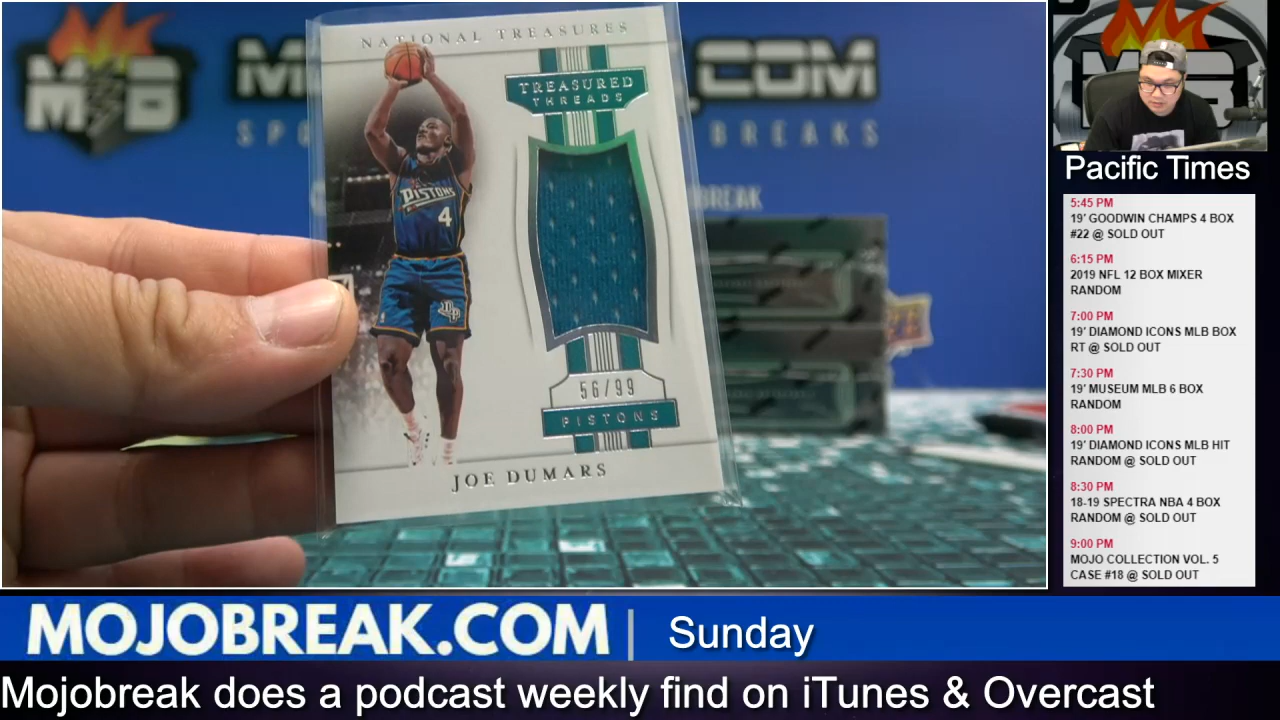 NATIONAL TREASURES
TREASURED
THREADS
PISTONS
4
56/99
PISTONS
JOE DUMARS
M B
M
.COM
SP
BREAKS
BREAK
Pacific Times
5:45 PM
19' GOODWIN CHAMPS 4 BOX
#22 @ SOLD OUT
6:15 PM
2019 NFL 12 BOX MIXER
RANDOM
7:00 PM
19' DIAMOND ICONS MLB BOX
RT @ SOLD OUT
7:30 PM
19' MUSEUM MLB 6 BOX
RANDOM
8:00 PM
19' DIAMOND ICONS MLB HIT
RANDOM @ SOLD OUT
8:30 PM
18-19 SPECTRA NBA 4 BOX
RANDOM @ SOLD OUT
9:00 PM
MOJO COLLECTION VOL. 5
CASE #18 @ SOLD OUT
MOJOBREAK.COM | Sunday
Mojobreak does a podcast weekly find on iTunes & Overcast